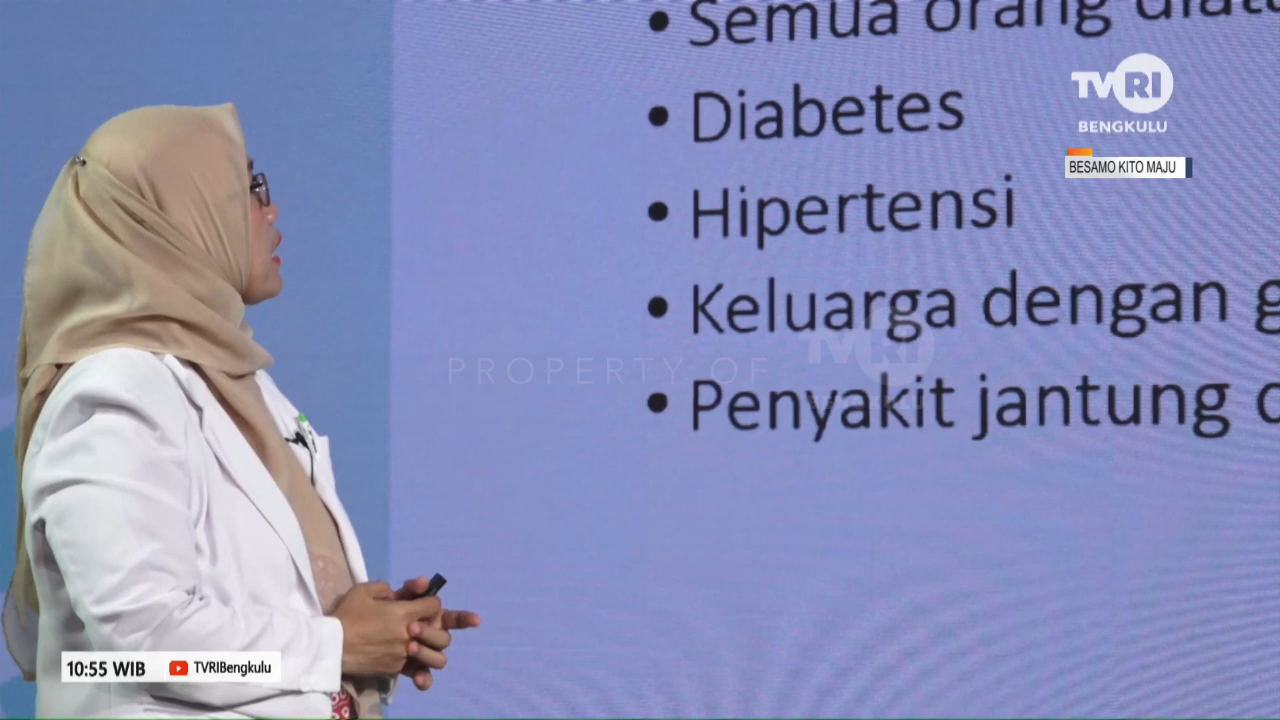 • Semua orang
• Diabetes
• Hipertensi
• Keluarga dengan
• Penyakit jantung
TVRI
BENGKULU
BESAMO KITO MAJU
PROPERTY OF
TVRI
10:55 WIB
TVRIBengkulu